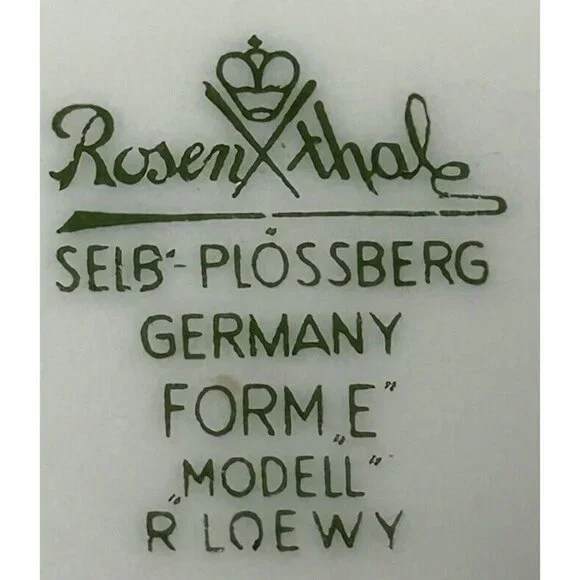 Rosenthal
SELB-PLÖSSBERG
GERMANY
FORM „E"
„MODELL"
R LOEWY